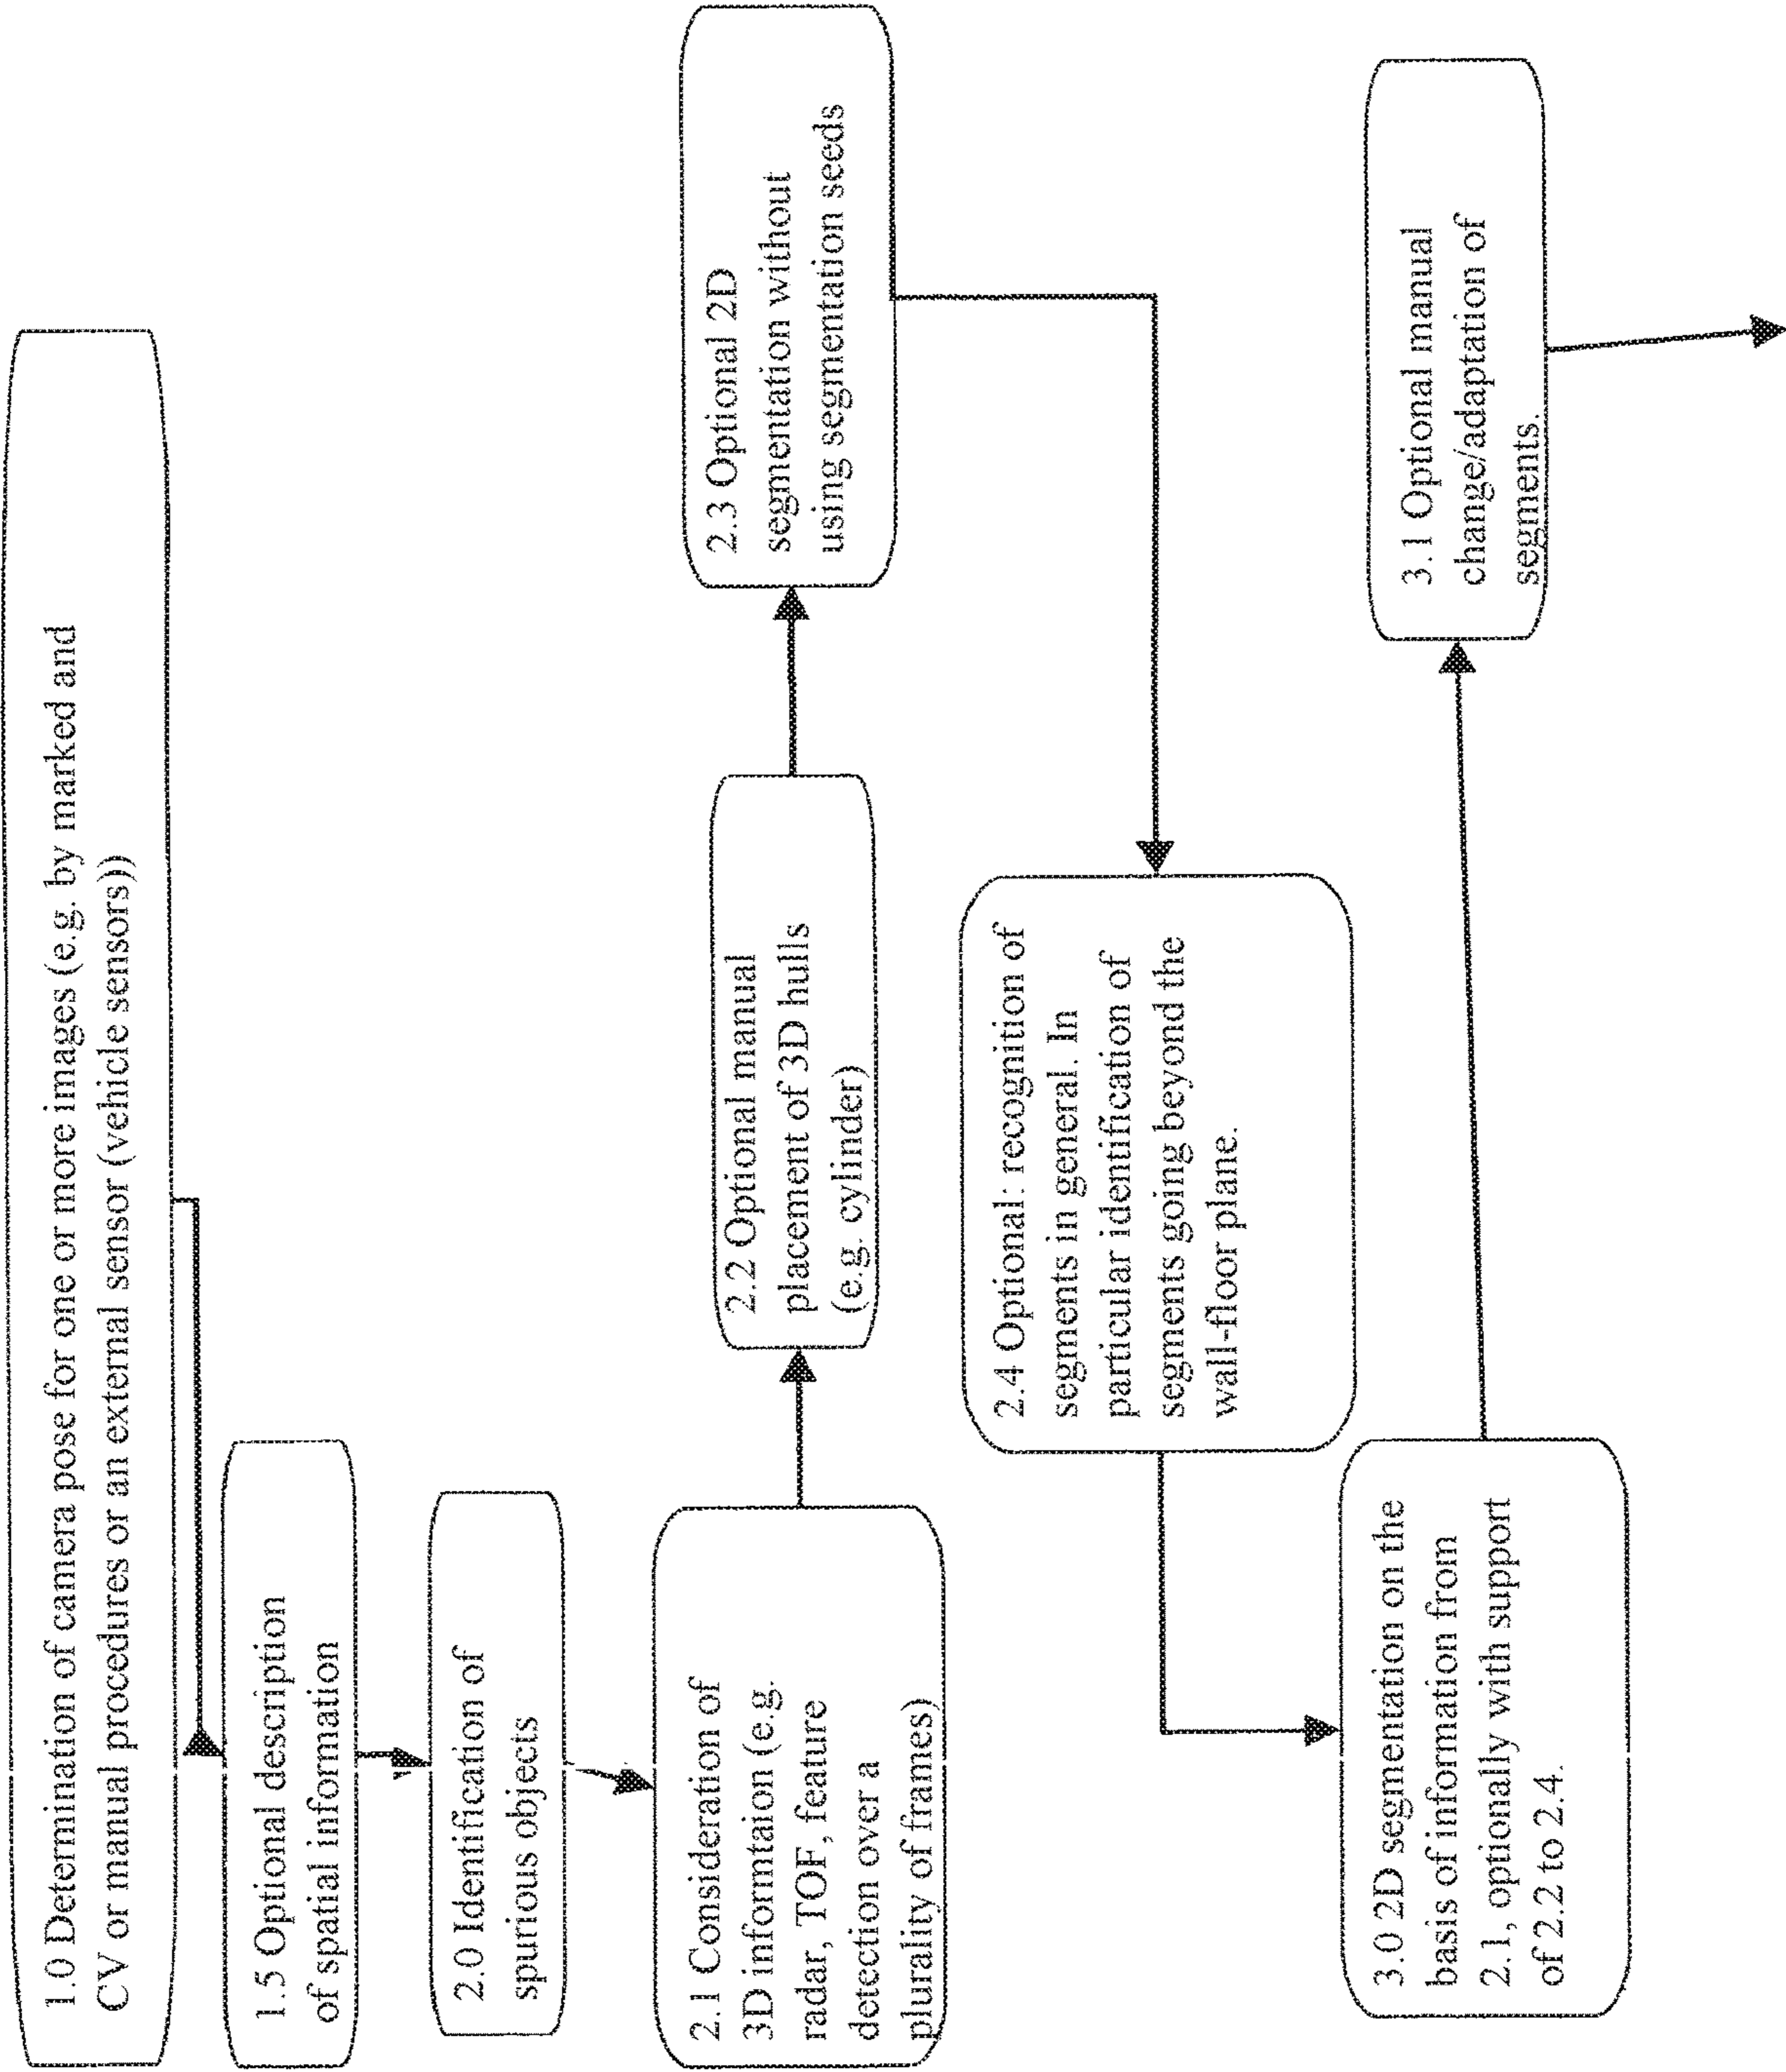 1.0 Determination of camera pose for one or more images (e.g. by marked and
CV or manual procedures or an external sensor (vehicle sensors))
1.5 Optional description
of spatial information
2.0 Identification of
spurious objects
2.1 Consideration of
3D informtaion (e.g.
radar, TOF, feature
detection over a
plurality of frames)
2.2 Optional manual
placement of 3D hulls
(e.g. cylinder)
2.3 Optional 2D
segmentation without
using segmentation seeds
2.4 Optional: recognition of
segments in general. In
particular identification of
segments going beyond the
wall-floor plane.
3.0 2D segmentation on the
basis of information from
2.1, optionally with support
of 2.2 to 2.4.
3.1 Optional manual
change/adaptation of
segments.